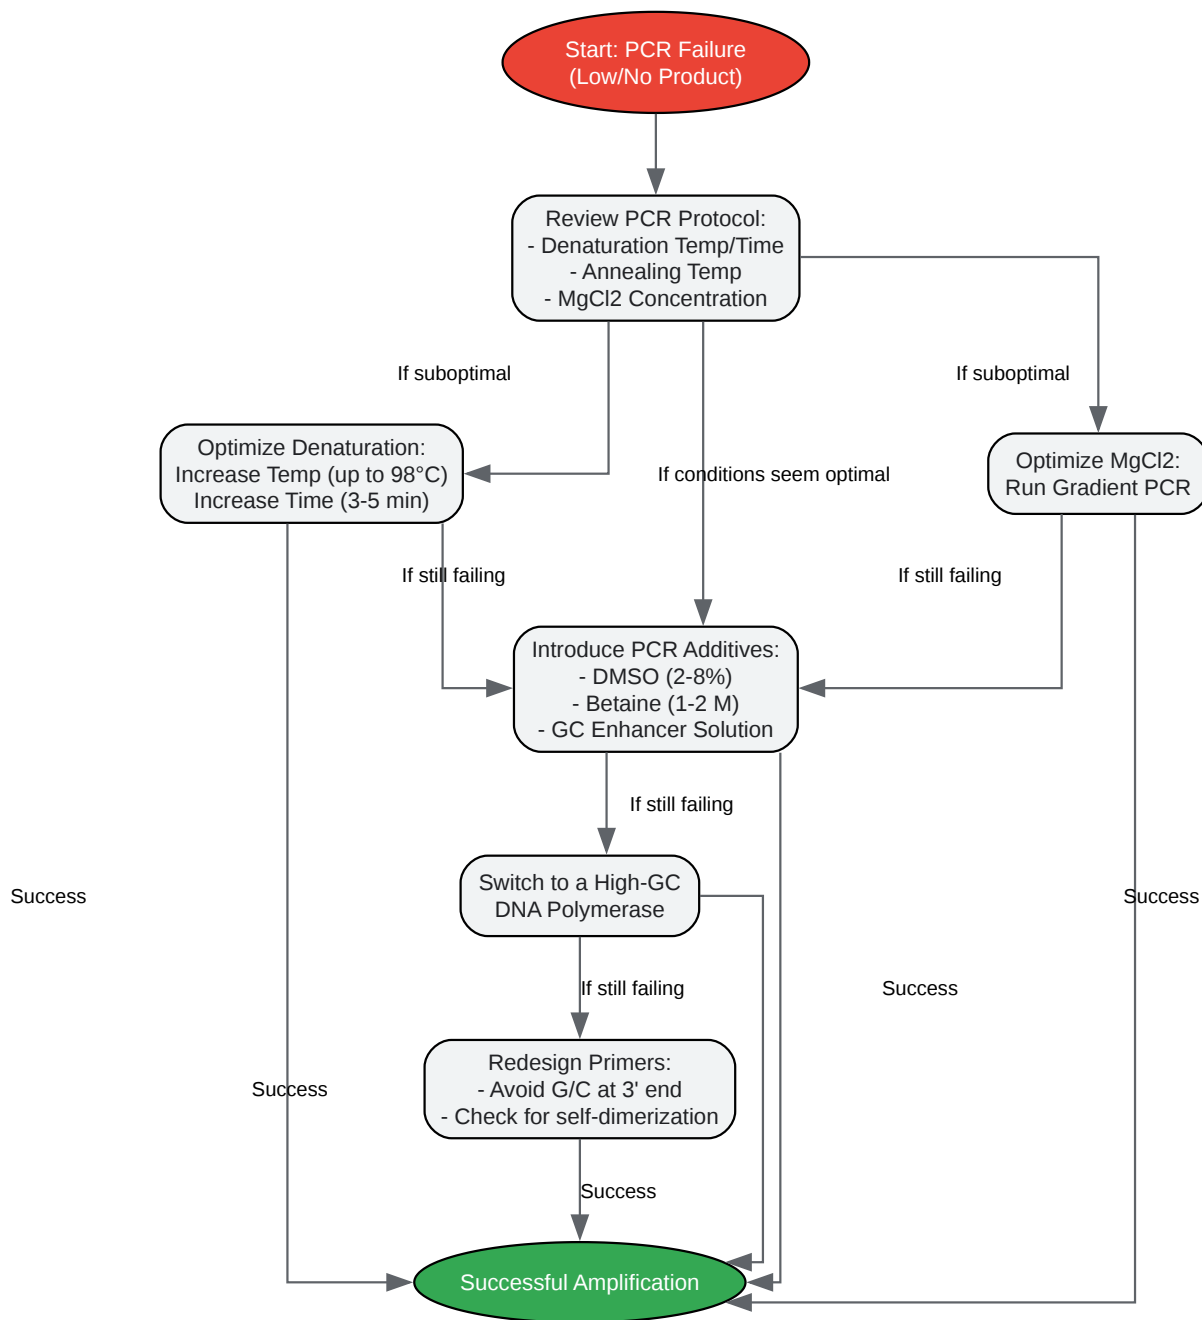 Start: PCR Failure
(Low/No Product)
Review PCR Protocol:
- Denaturation Temp/Time
- Annealing Temp
- MgCl2 Concentration
If suboptimal
If suboptimal
Optimize Denaturation:
Increase Temp (up to 98°C)
Increase Time (3-5 min)
If conditions seem optimal
Optimize MgCl2:
Run Gradient PCR
If still failing
If still failing
Introduce PCR Additives:
- DMSO (2-8%)
- Betaine (1-2 M)
- GC Enhancer Solution
If still failing
Switch to a High-GC
DNA Polymerase
Success
Success
If still failing
Success
Redesign Primers:
- Avoid G/C at 3' end
- Check for self-dimerization
Success
Success
Successful Amplification